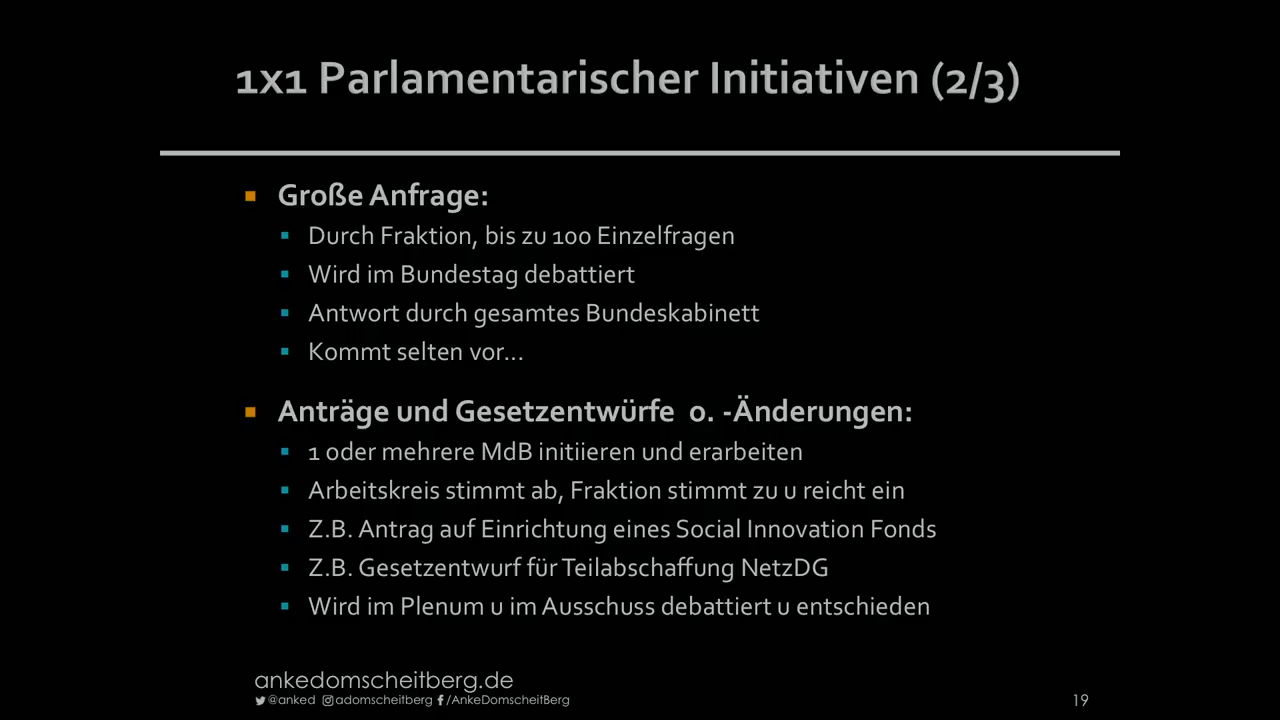 1x1 Parlamentarischer Initiativen (2/3)
Große Anfrage:
Durch Fraktion, bis zu 100 Einzelfragen
Wird im Bundestag debattiert
Antwort durch gesamtes Bundeskabinett
Kommt selten vor...
Anträge und Gesetzentwürfe o. -Änderungen:
1 oder mehrere MdB initiieren und erarbeiten
Arbeitskreis stimmt ab, Fraktion stimmt zu u reicht ein
Z.B. Antrag auf Einrichtung eines Social Innovation Fonds
Z.B. Gesetzentwurf für Teilabschaffung NetzDG
Wird im Plenum u im Ausschuss debattiert u entschieden
ankedomscheitberg.de
@anked adomscheitberg /AnkeDomscheitBerg
19